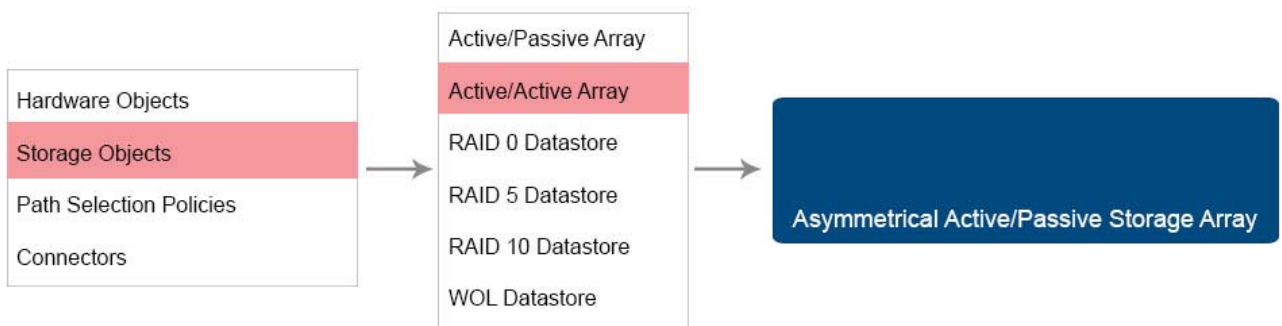 Hardware Objects
Storage Objects
Path Selection Policies
Connectors
Active/Passive Array
Active/Active Array
RAID 0 Datastore
RAID 5 Datastore
RAID 10 Datastore
WOL Datastore
Asymmetrical Active/Passive Storage Array